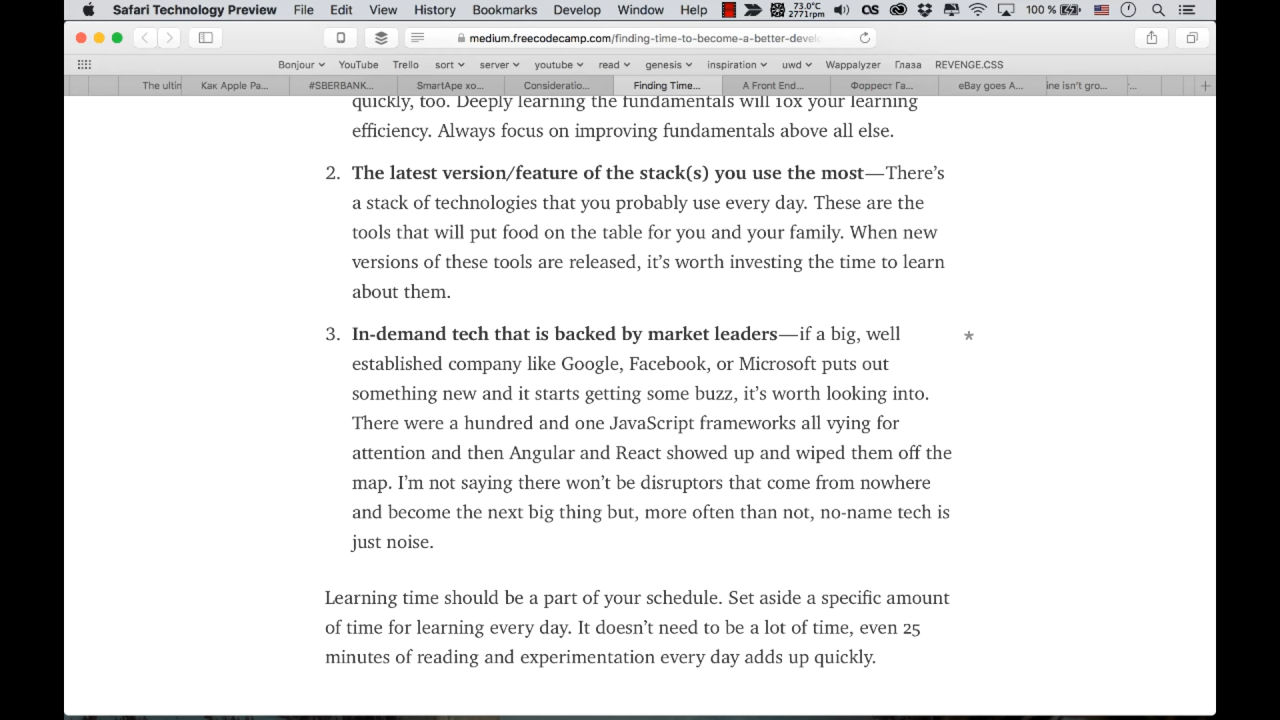 Safari Technology Preview File Edit View History Bookmarks Develop Window Help 73.0°C 2771rpm 100 %
medium.freecodecamp.com/finding-time-to-become-a-better-devel
Bonjour YouTube Trello sort server youtube read genesis inspiration uwd Wappalyzer Глаза REVENGE.CSS
The ultin Как Apple Pa... #SBERBANK... SmartApe xo... Consideratio... Finding Time... A Front End... Форрест Га... eBay goes A... ine isn't gro... '...
quickly, too. Deeply learning the fundamentals will 10x your learning
efficiency. Always focus on improving fundamentals above all else.
2. The latest version/feature of the stack(s) you use the most—There's
a stack of technologies that you probably use every day. These are the
tools that will put food on the table for you and your family. When new
versions of these tools are released, it's worth investing the time to learn
about them.
3. In-demand tech that is backed by market leaders—if a big, well *
established company like Google, Facebook, or Microsoft puts out
something new and it starts getting some buzz, it's worth looking into.
There were a hundred and one JavaScript frameworks all vying for
attention and then Angular and React showed up and wiped them off the
map. I'm not saying there won't be disruptors that come from nowhere
and become the next big thing but, more often than not, no-name tech is
just noise.
Learning time should be a part of your schedule. Set aside a specific amount
of time for learning every day. It doesn't need to be a lot of time, even 25
minutes of reading and experimentation every day adds up quickly.